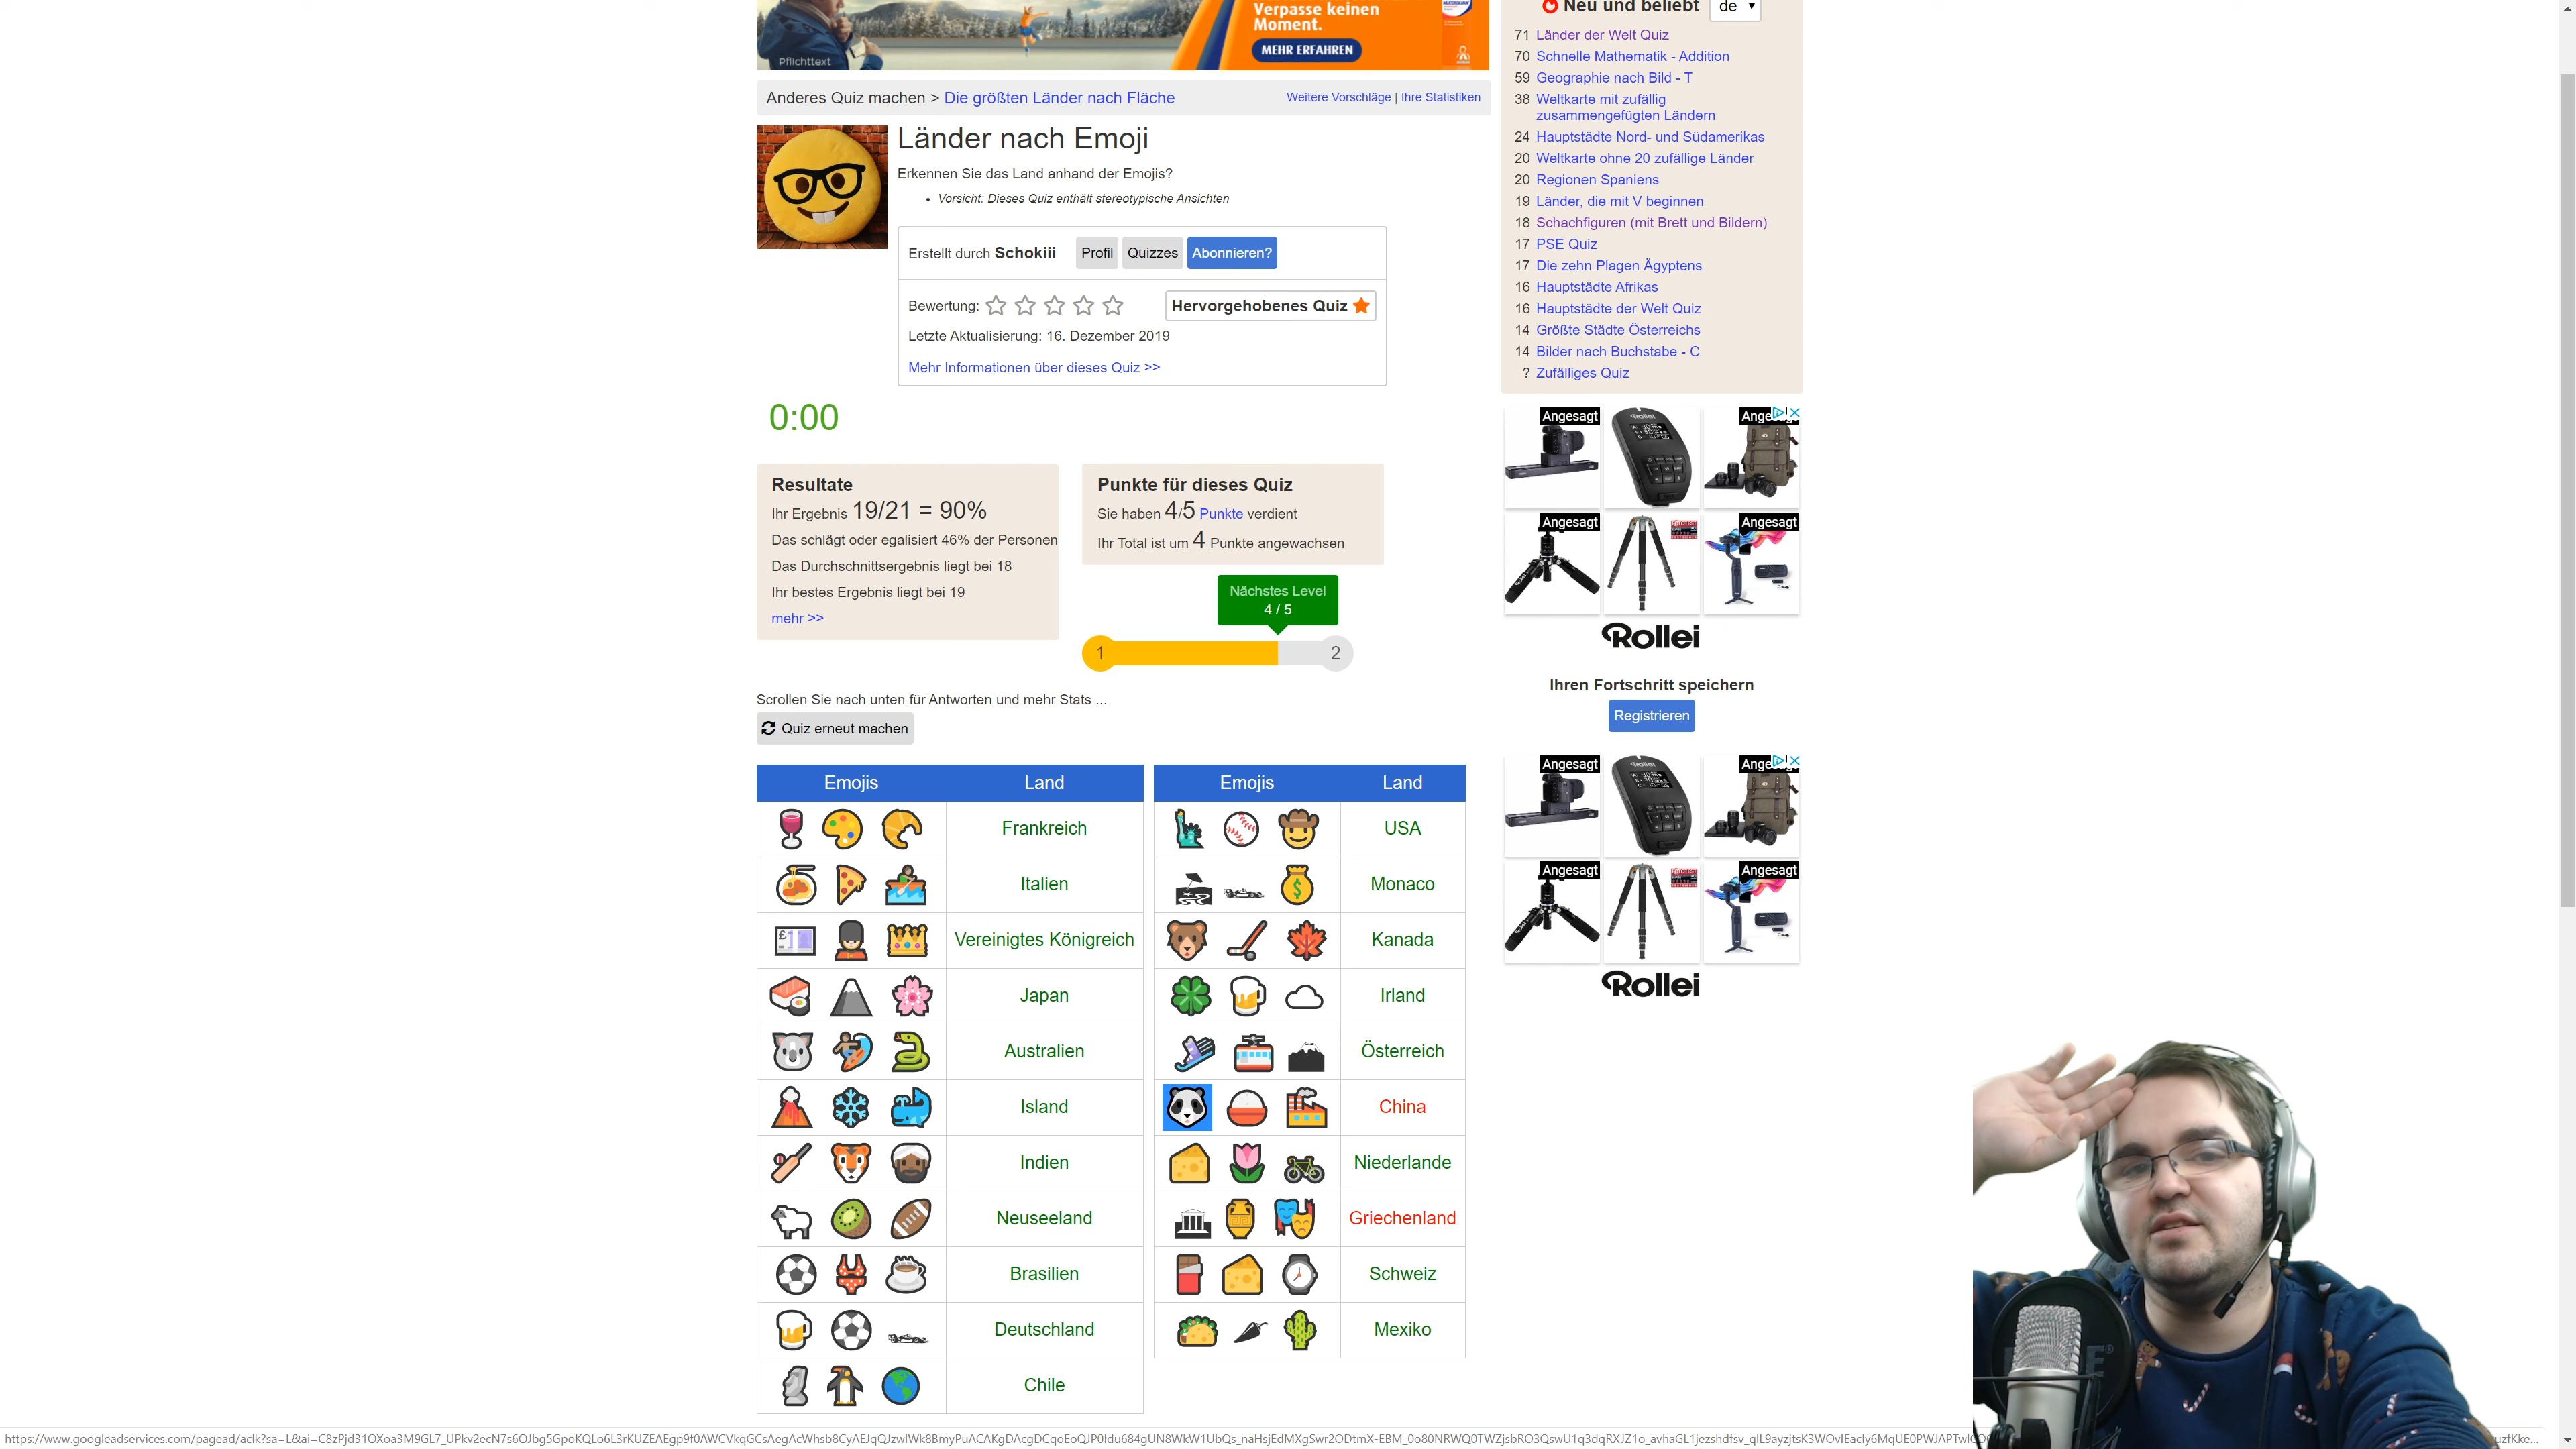 Verpasse keinen
Moment.
MEHR ERFAHREN
Pflichttext
Anderes Quiz machen > Die größten Länder nach Fläche
Weitere Vorschläge | Ihre Statistiken
Länder nach Emoji
Erkennen Sie das Land anhand der Emojis?
• Vorsicht: Dieses Quiz enthält stereotypische Ansichten
Erstellt durch Schokiii Profil Quizzes Abonnieren?
Bewertung: Hervorgehobenes Quiz
Letzte Aktualisierung: 16. Dezember 2019
Mehr Informationen über dieses Quiz >>
0:00
Resultate
Ihr Ergebnis 19/21 = 90%
Das schlägt oder egalisiert 46% der Personen
Das Durchschnittsergebnis liegt bei 18
Ihr bestes Ergebnis liegt bei 19
mehr >>
Punkte für dieses Quiz
Sie haben 4/5 Punkte verdient
Ihr Total ist um 4 Punkte angewachsen
Nächstes Level
4 / 5
1 2
Scrollen Sie nach unten für Antworten und mehr Stats ...
Quiz erneut machen
Emojis Land
Frankreich
Italien
Vereinigtes Königreich
Japan
Australien
Island
Indien
Neuseeland
Brasilien
Deutschland
Chile
Emojis Land
USA
Monaco
Kanada
Irland
Österreich
China
Niederlande
Griechenland
Schweiz
Mexiko
Neu und beliebt de
71 Länder der Welt Quiz
70 Schnelle Mathematik - Addition
59 Geographie nach Bild - T
38 Weltkarte mit zufällig
zusammengefügten Ländern
24 Hauptstädte Nord- und Südamerikas
20 Weltkarte ohne 20 zufällige Länder
20 Regionen Spaniens
19 Länder, die mit V beginnen
18 Schachfiguren (mit Brett und Bildern)
17 PSE Quiz
17 Die zehn Plagen Ägyptens
16 Hauptstädte Afrikas
16 Hauptstädte der Welt Quiz
14 Größte Städte Österreichs
14 Bilder nach Buchstabe - C
? Zufälliges Quiz
Angesagt
Angesagt Angesagt
Rollei
Ihren Fortschritt speichern
Registrieren
Angesagt
Angesagt Angesagt
Rollei